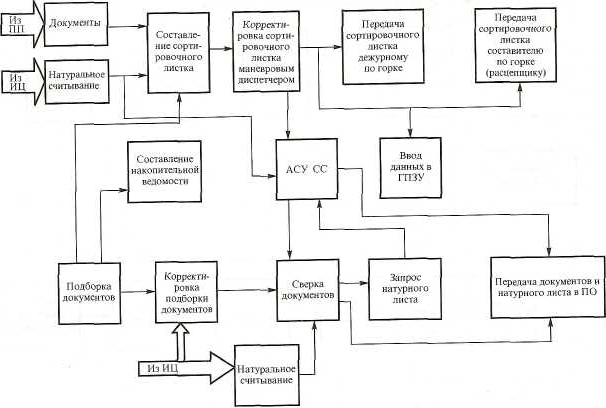 Из
ПП
Документы
Из
ИЦ
Натуральное
считывание
Составле-
ние сорти-
ровочного
листка
Корректи-
ровка сорти-
ровочного
листка
маневровым
диспетчером
Передача
сортировочного
листка
дежурному
по горке
Передача
сортировочного
листка
составителю
по горке
(расцепщику)
Составление
накопительной
ведомости
АСУ СС
Ввод
данных в
ГПЗУ
Подборка
документов
Корректи-
ровка
подборки
документов
Сверка
документов
Запрос
натурного
листа
Передача документов и
натурного листа в ПО
Из ИЦ
Натуральное
считывание